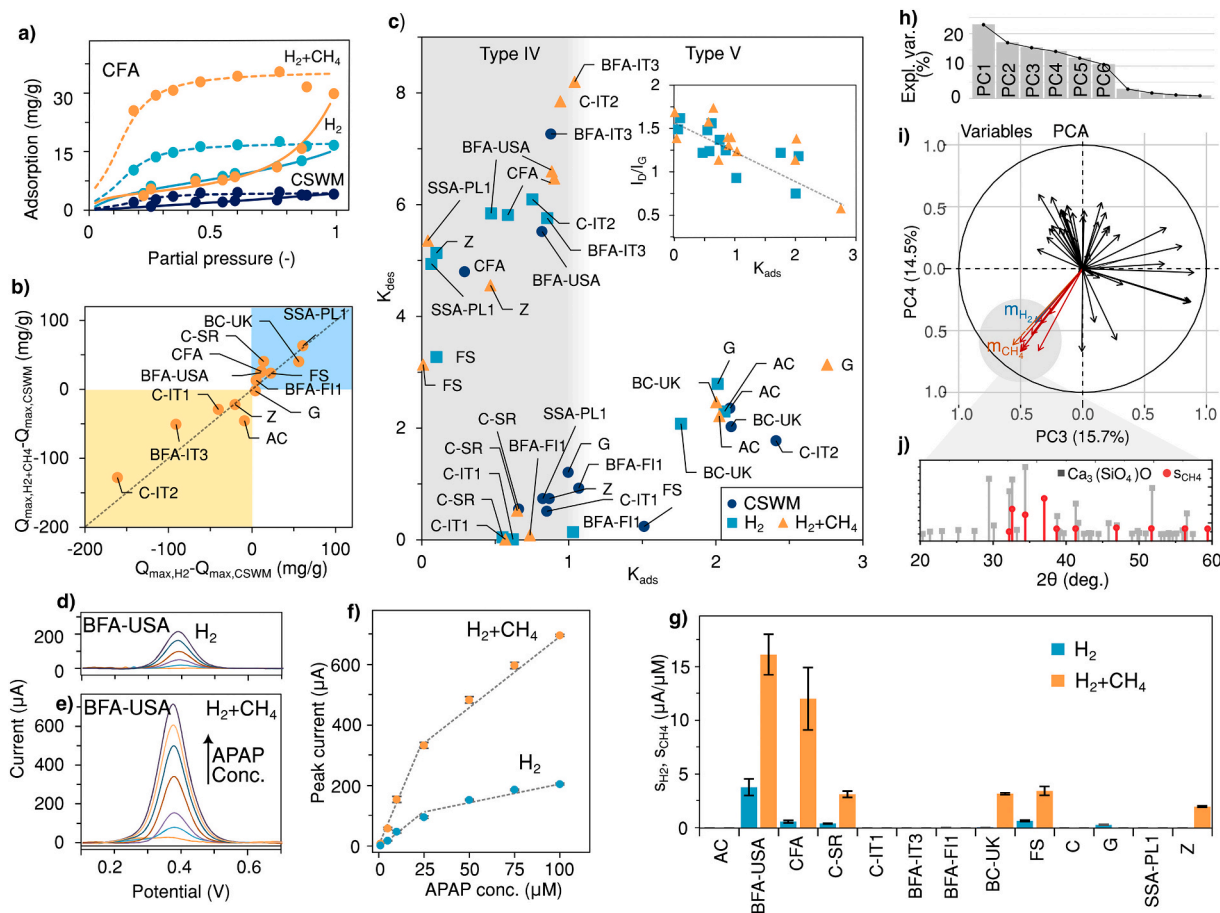 a)
CFA
H2+CH4
H2
CSWM
Adsorption (mg/g)
30
15
0
0
0.5
1
Partial pressure (-)
b)
SSA-PL1
BC-UK
C-SR
CFA
BFA-USA
C-IT1
FS
BFA-FI1
G
Z
AC
BFA-IT3
C-IT2
Qmax,H2+CH4-Qmax,CSWM (mg/g)
100
0
-100
-200
-200
-100
0
100
Qmax,H2-Qmax,CSWM (mg/g)
c)
Type IV
Type V
BFA-IT3
C-IT2
BFA-IT3
BFA-USA
CFA
SSA-PL1
Z
C-IT2
BFA-IT3
CFA
BFA-USA
SSA-PL1
Z
FS
FS
C-SR
SSA-PL1
C-IT1
BFA-FI1
G
C-SR
BFA-FI1
C-IT1
Z
C-IT1
FS
BFA-FI1
G
G
BC-UK
AC
AC
BC-UK
AC
C-IT2
BC-UK
CSWM
H2
H2+CH4
Kdes
8
6
4
2
0
0
1
2
3
Kads
ID/IG
1.5
1.25
1
0.5
0
1
2
3
Kads
d)
BFA-USA
H2
200
0
e)
BFA-USA
H2+CH4
APAP
Conc.
600
400
200
0
Current (µA)
0.2
0.4
0.6
Potential (V)
f)
H2+CH4
H2
Peak current (µA)
600
400
200
0
0
25
50
75
100
APAP conc. (µM)
g)
H2
H2+CH4
sH2, sCH4 (µA/µM)
15
10
5
0
AC
BFA-USA
CFA
C-SR
C-IT1
BFA-IT3
BFA-FI1
BC-UK
FS
C
G
SSA-PL1
Z
h)
Expl. var.
(%)
20
10
0
PC1
PC2
PC3
PC4
PC5
PC6
i)
Variables
PCA
1.0
0.5
0.0
0.5
1.0
PC4 (14.5%)
mH2
mCH4
1.0
0.5
0.0
0.5
1.0
PC3 (15.7%)
j)
Ca3(SiO4)O
sCH4
20
30
40
50
60
2θ (deg.)